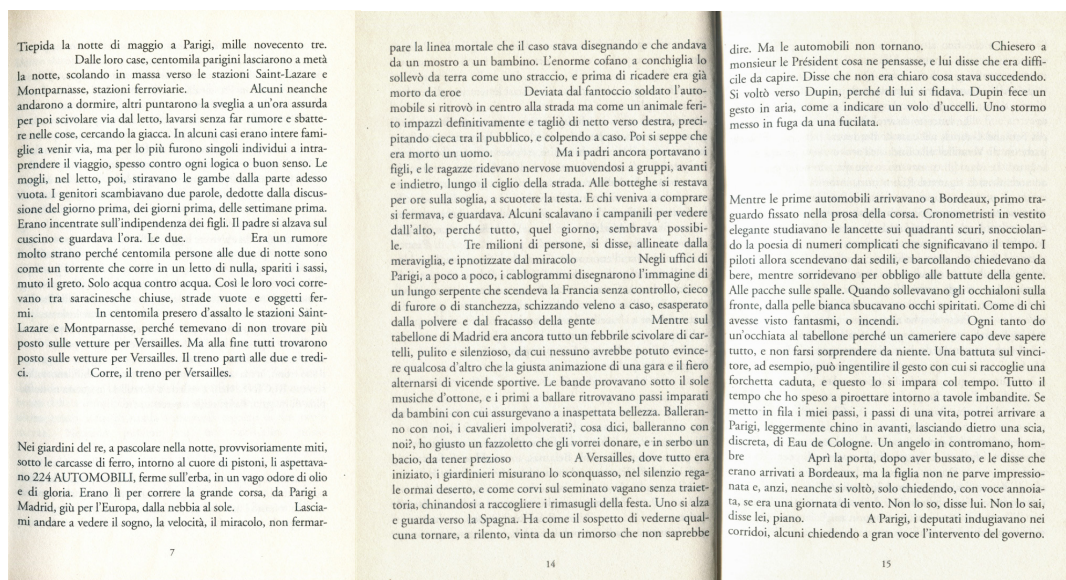 Tiepida la notte di maggio a Parigi, mille novecento tre.
Dalle loro case, centomila parigini lasciarono a metà
la notte, scolando in massa verso le stazioni Saint-Lazare e
Montparnasse, stazioni ferroviarie. Alcuni neanche
andarono a dormire, altri puntarono la sveglia a un'ora assurda
per poi scivolare via dal letto, lavarsi senza far rumore e sbatte-
re nelle cose, cercando la giacca. In alcuni casi erano intere fami-
glie a venir via, ma per lo più furono singoli individui a intra-
prendere il viaggio, spesso contro ogni logica o buon senso. Le
mogli, nel letto, poi, stiravano le gambe dalla parte adesso
vuota. I genitori scambiavano due parole, dedotte dalla discus-
sione del giorno prima, dei giorni prima, delle settimane prima.
Erano incentrate sull'indipendenza dei figli. Il padre si alzava sul
cuscino e guardava l'ora. Le due. Era un rumore
molto strano perché centomila persone alle due di notte sono
come un torrente che corre in un letto di nulla, spariti i sassi,
muto il greto. Solo acqua contro acqua. Così le loro voci corre-
vano tra saracinesche chiuse, strade vuote e oggetti fer-
mi. In centomila presero d'assalto le stazioni Saint-
Lazare e Montparnasse, perché temevano di non trovare più
posto sulle vetture per Versailles. Ma alla fine tutti trovarono
posto sulle vetture per Versailles. Il treno partì alle due e tredi-
ci. Corre, il treno per Versailles.
Nei giardini del re, a pascolare nella notte, provvisoriamente miti,
sotto le carcasse di ferro, intorno al cuore di pistoni, li aspettava-
no 224 AUTOMOBILI, ferme sull'erba, in un vago odore di olio
e di gloria. Erano lì per correre la grande corsa, da Parigi a
Madrid, giù per l'Europa, dalla nebbia al sole. Lascia-
mi andare a vedere il sogno, la velocità, il miracolo, non fermar-
7
pare la linea mortale che il caso stava disegnando e che andava
da un mostro a un bambino. L'enorme cofano a conchiglia lo
sollevò da terra come uno straccio, e prima di ricadere era già
morto da eroe Deviata dal fantoccio soldato l'auto-
mobile si ritrovò in centro alla strada ma come un animale feri-
to impazzì definitivamente e tagliò di netto verso destra, preci-
pitando cieca tra il pubblico, e colpendo a caso. Poi si seppe che
era morto un uomo. Ma i padri ancora portavano i
figli, e le ragazze ridevano nervose muovendosi a gruppi, avanti
e indietro, lungo il ciglio della strada. Alle botteghe si restava
per ore sulla soglia, a scuotere la testa. E chi veniva a comprare
si fermava, e guardava. Alcuni scalavano i campanili per vedere
dall'alto, perché tutto, quel giorno, sembrava possibi-
le. Tre milioni di persone, si disse, allineate dalla
meraviglia, e ipnotizzate dal miracolo Negli uffici di
Parigi, a poco a poco, i cablogrammi disegnarono l'immagine di
un lungo serpente che scendeva la Francia senza controllo, cieco
di furore o di stanchezza, schizzando veleno a caso, esasperato
dalla polvere e dal fracasso della gente Mentre sul
tabellone di Madrid era ancora tutto un febbrile scivolare di car-
telli, pulito e silenzioso, da cui nessuno avrebbe potuto evince-
re qualcosa d'altro che la giusta animazione di una gara e il fiero
alternarsi di vicende sportive. Le bande provavano sotto il sole
musiche d'ottone, e i primi a ballare ritrovavano passi imparati
da bambini con cui assurgevano a inaspettata bellezza. Balleran-
no con noi, i cavalieri impolverati?, cosa dici, balleranno con
noi?, ho giusto un fazzoletto che gli vorrei donare, e in serbo un
bacio, da tener prezioso A Versailles, dove tutto era
iniziato, i giardinieri misurano lo sconquasso, nel silenzio rega-
le ormai deserto, e come corvi sul seminato vagano senza traiet-
toria, chinandosi a raccogliere i rimasugli della festa. Uno si alza
e guarda verso la Spagna. Ha come il sospetto di vederne qual-
cuna tornare, a rilento, vinta da un rimorso che non saprebbe
14
dire. Ma le automobili non tornano. Chiesero a
monsieur le Président cosa ne pensasse, e lui disse che era diffi-
cile da capire. Disse che non era chiaro cosa stava succedendo.
Si voltò verso Dupin, perché di lui si fidava. Dupin fece un
gesto in aria, come a indicare un volo d'uccelli. Uno stormo
messo in fuga da una fucilata.
Mentre le prime automobili arrivavano a Bordeaux, primo tra-
guardo fissato nella prosa della corsa. Cronometristi in vestito
elegante studiavano le lancette sui quadranti scuri, snocciolan-
do la poesia di numeri complicati che significavano il tempo. I
piloti allora scendevano dai sedili, e barcollando chiedevano da
bere, mentre sorridevano per obbligo alle battute della gente.
Alle pacche sulle spalle. Quando sollevavano gli occhialoni sulla
fronte, dalla pelle bianca sbucavano occhi spiritati. Come di chi
avesse visto fantasmi, o incendi. Ogni tanto do
un'occhiata al tabellone perché un cameriere capo deve sapere
tutto, e non farsi sorprendere da niente. Una battuta sul vinci-
tore, ad esempio, può ingentilire il gesto con cui si raccoglie una
forchetta caduta, e questo lo si impara col tempo. Tutto il
tempo che ho speso a piroettare intorno a tavole imbandite. Se
metto in fila i miei passi, i passi di una vita, potrei arrivare a
Parigi, leggermente chino in avanti, lasciando dietro una scia,
discreta, di Eau de Cologne. Un angelo in contromano, hom-
bre Aprì la porta, dopo aver bussato, e le disse che
erano arrivati a Bordeaux, ma la figlia non ne parve impressio-
nata e, anzi, neanche si voltò, solo chiedendo, con voce annoia-
ta, se era una giornata di vento. Non lo so, disse lui. Non lo sai,
disse lei, piano. A Parigi, i deputati indugiavano nei
corridoi, alcuni chiedendo a gran voce l'intervento del governo.
15